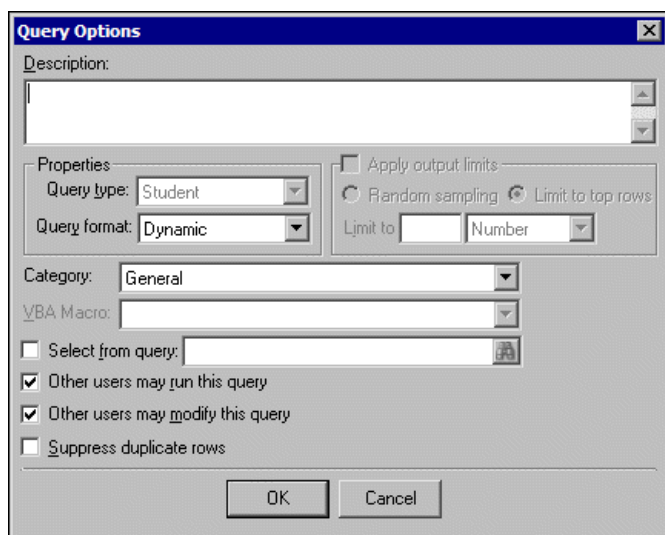 Query Options
Description:
Properties
Query type: Student
Query format: Dynamic
Apply output limits
Random sampling Limit to top rows
Limit to Number
Category: General
VBA Macro:
Select from query:
Other users may run this query
Other users may modify this query
Suppress duplicate rows
OK Cancel